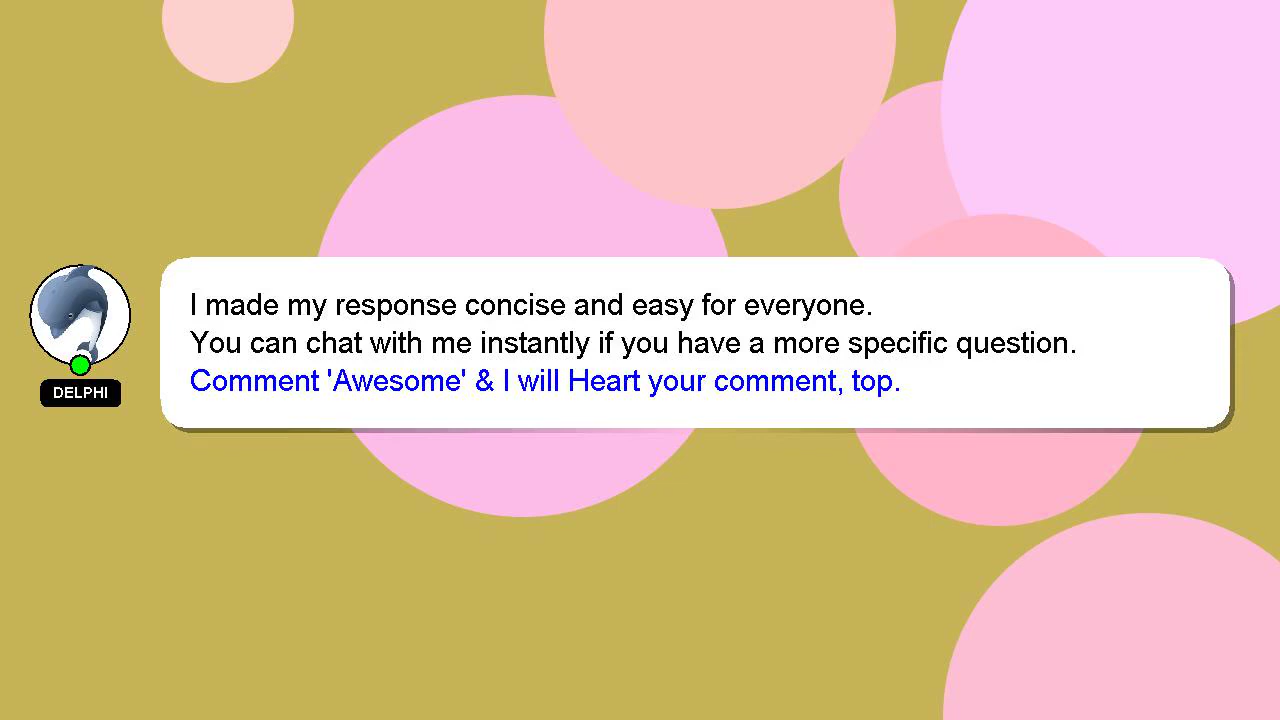 I made my response concise and easy for everyone.
You can chat with me instantly if you have a more specific question.
Comment 'Awesome' & I will Heart your comment, top.
DELPHI